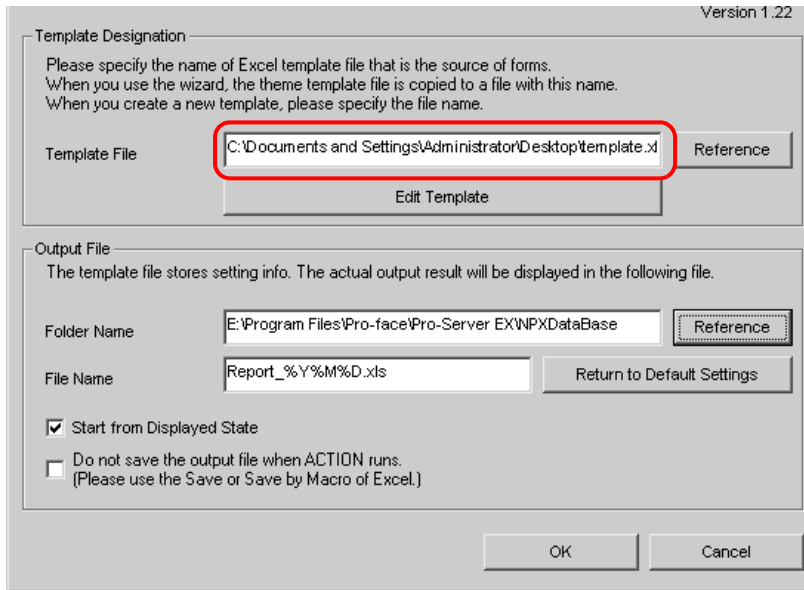 Version 1.22
Template Designation
Please specify the name of Excel template file that is the source of forms.
When you use the wizard, the theme template file is copied to a file with this name.
When you create a new template, please specify the file name.
Template File
C:\Documents and Settings\Administrator\Desktop\template.xl
Reference
Edit Template
Output File
The template file stores setting info. The actual output result will be displayed in the following file.
Folder Name
E:\Program Files\Pro-face\Pro-Server EX\NPXDataBase
Reference
File Name
Report_%Y%M%D.xls
Return to Default Settings
Start from Displayed State
Do not save the output file when ACTION runs.
(Please use the Save or Save by Macro of Excel.)
OK
Cancel